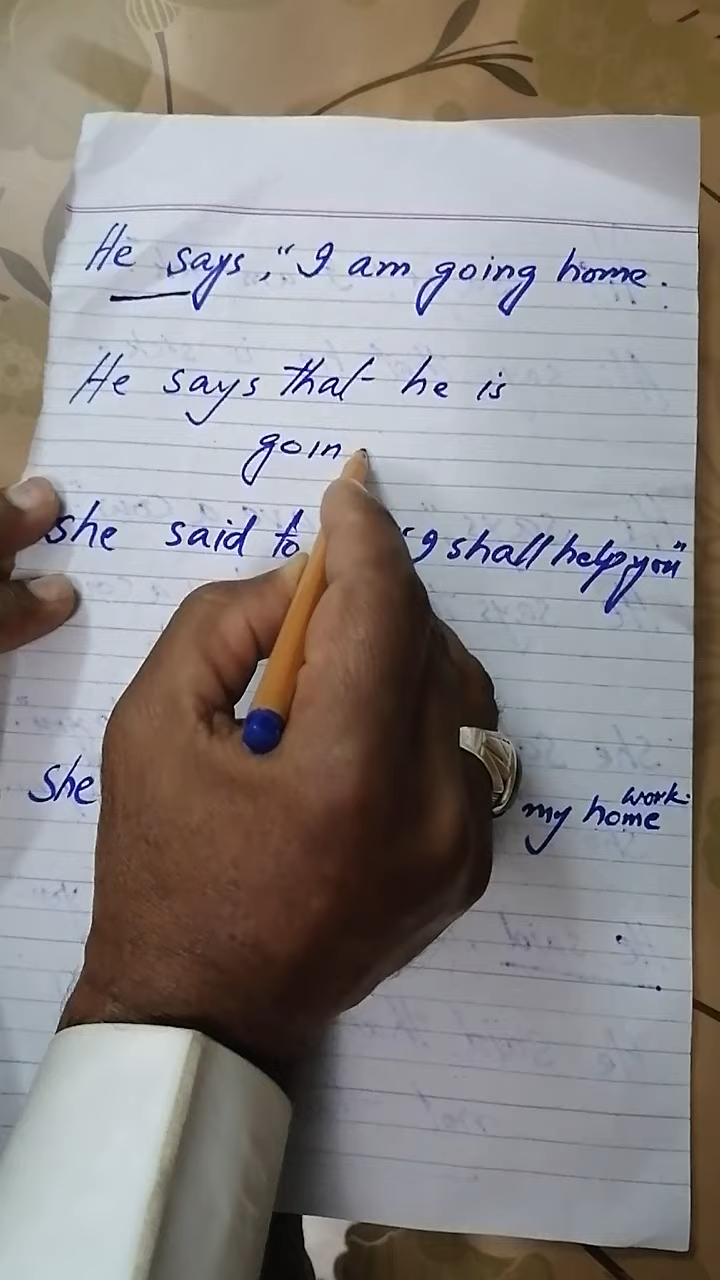 He says, "I am going home.
He says that he is
goin
she said to "I shall help you"
She my home work.